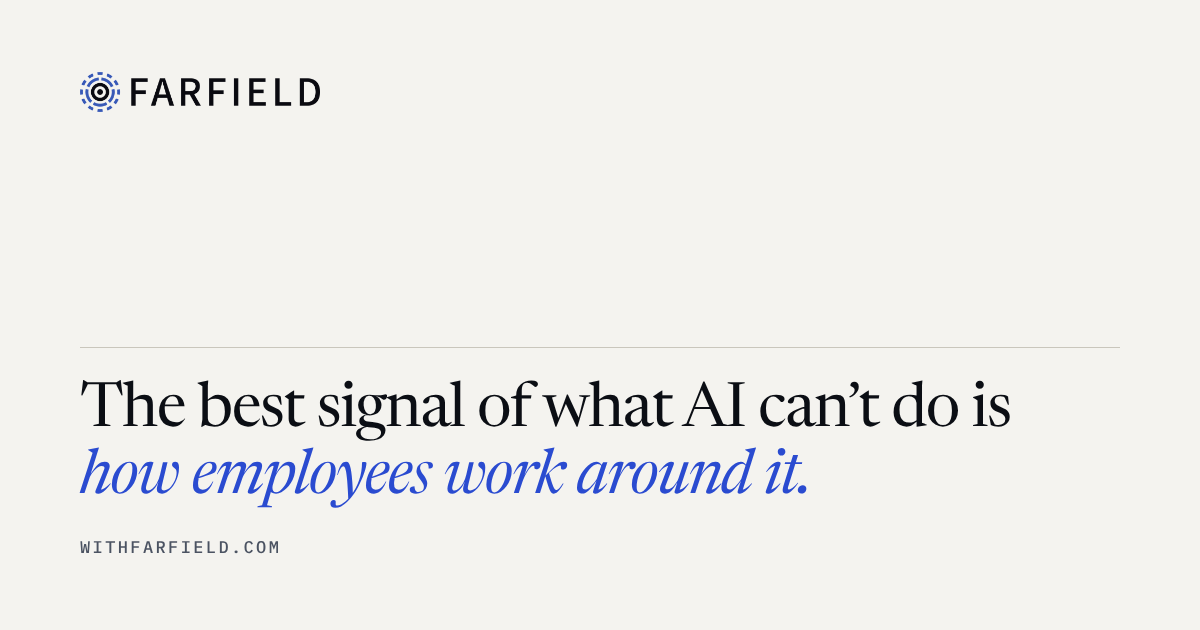 FARFIELD
The best signal of what AI can’t do is
how employees work around it.
WITHFARFIELD.COM